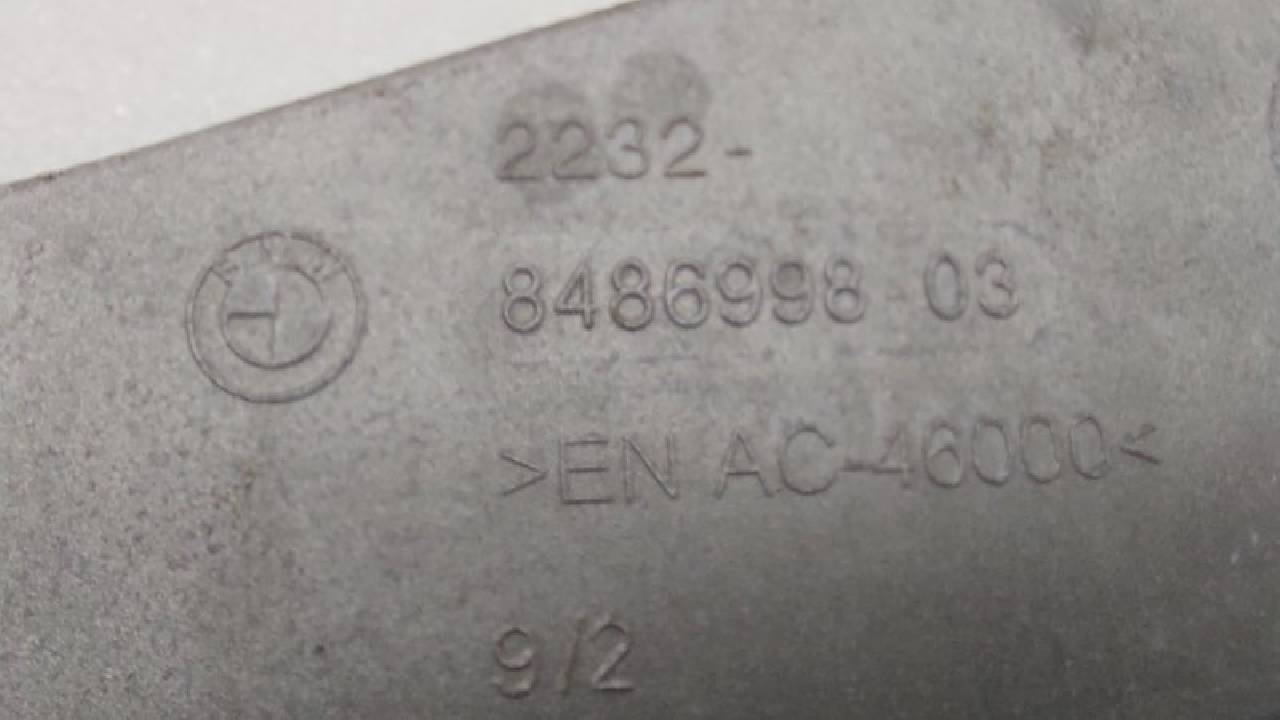 2232-
8486998 03
>EN AC-46000<
9/2